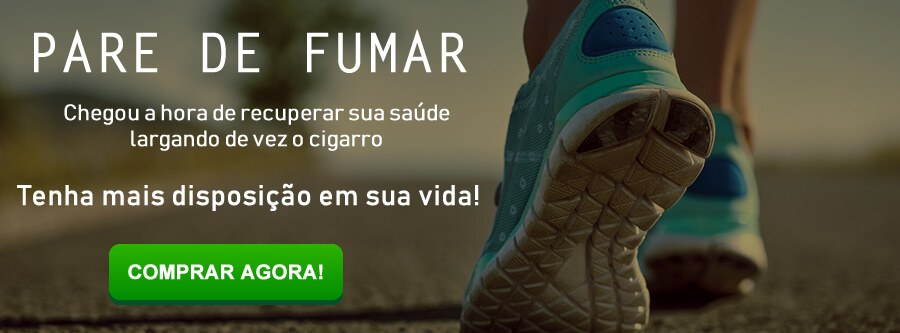 PARE DE FUMAR
Chegou a hora de recuperar sua saúde
largando de vez o cigarro
Tenha mais disposição em sua vida!
COMPRAR AGORA!